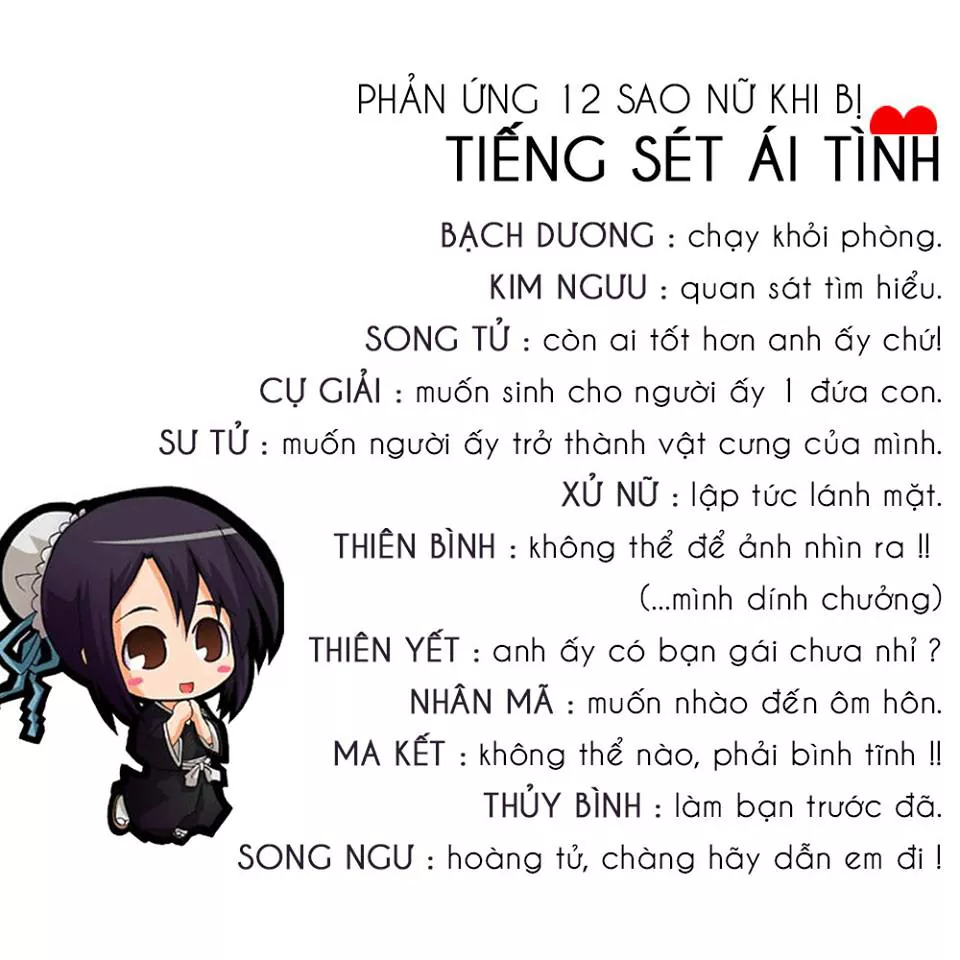 PHẢN ỨNG 12 SAO NỮ KHI BỊ
TIẾNG SÉT ÁI TÌNH
BẠCH DƯƠNG : chạy khỏi phòng.
KIM NGƯU : quan sát tìm hiểu.
SONG TỬ : còn ai tốt hơn anh ấy chứ!
CỰ GIẢI : muốn sinh cho người ấy 1 đứa con.
SƯ TỬ : muốn người ấy trở thành vật cưng của mình.
XỬ NỮ : lập tức lánh mặt.
THIÊN BÌNH : không thể để ảnh nhìn ra !!
(...mình dính chưởng)
THIÊN YẾT : anh ấy có bạn gái chưa nhỉ ?
NHÂN MÃ : muốn nhào đến ôm hôn.
MA KẾT : không thể nào, phải bình tĩnh !!
THỦY BÌNH : làm bạn trước đã.
SONG NGƯ : hoàng tử, chàng hãy dẫn em đi !